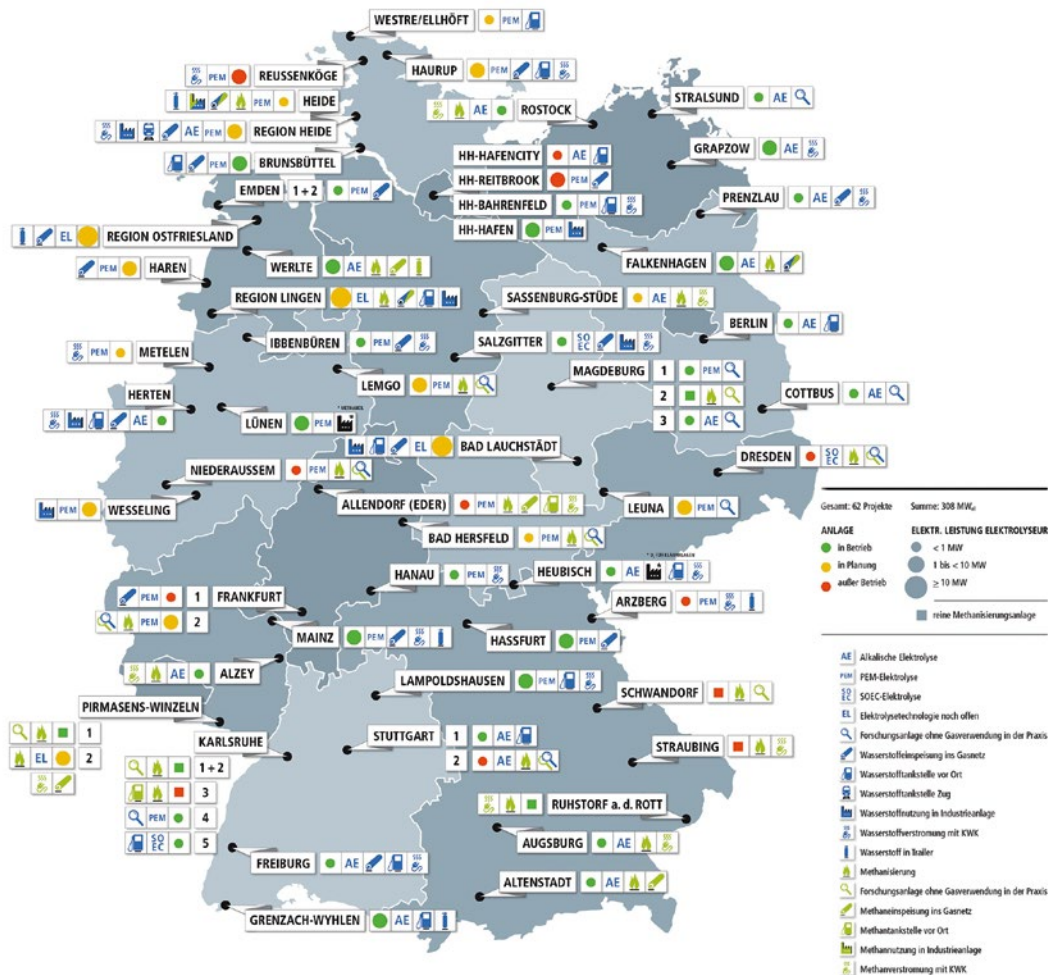 WESTRE/ELLHÖFT PEM
REUSSENKÖGE PEM
HAURUP PEM
HEIDE PEM
ROSTOCK AE
STRALSUND AE
REGION HEIDE AE PEM
BRUNSBÜTTEL PEM
HH-HAFENCITY AE
GRAPZOW AE
HH-REITBROOK PEM
EMDEN 1 + 2 PEM
HH-BAHRENFELD PEM
PRENZLAU AE
HH-HAFEN PEM
EL REGION OSTFRIESLAND
PEM HAREN
WERLTE AE
FALKENHAGEN AE
REGION LINGEN EL
SASSENBURG-STÜDE AE
BERLIN AE
IBBENBÜREN PEM
SALZGITTER SO EC
PEM METELEN
LEMGO PEM
MAGDEBURG 1 PEM
2
3 AE
COTTBUS AE
HERTEN
AE
LÜNEN PEM
* METHANOL
EL BAD LAUCHSTÄDT
DRESDEN SO EC
NIEDERAUSSEM PEM
PEM WESSELING
ALLENDORF (EDER) PEM
LEUNA PEM
BAD HERSFELD PEM
HANAU PEM
HEUBISCH AE
PEM 1 FRANKFURT
PEM 2
ARZBERG PEM
MAINZ PEM
HASSFURT PEM
AE ALZEY
LAMPOLDSHAUSEN PEM
SCHWANDORF
PIRMASENS-WINZELN
1
EL 2
KARLSRUHE
1 + 2
3
PEM 4
SO EC 5
STUTTGART 1 AE
2 AE
STRAUBING
RUHSTORF a. d. ROTT
AUGSBURG AE
FREIBURG AE
ALTENSTADT AE
GRENZACH-WYHLEN AE
Gesamt: 62 Projekte Summe: 308 MWel
ANLAGE
in Betrieb
in Planung
außer Betrieb
ELEKTR. LEISTUNG ELEKTROLYSEUR
< 1 MW
1 bis < 10 MW
≥ 10 MW
reine Methanisierungsanlage
AE Alkalische Elektrolyse
PEM PEM-Elektrolyse
SO EC SOEC-Elektrolyse
EL Elektrolysetechnologie noch offen
Forschungsanlage ohne Gasverwendung in der Praxis
Wasserstoffeinspeisung ins Gasnetz
Wasserstofftankstelle vor Ort
Wasserstofftankstelle Zug
Wasserstoffnutzung in Industrieanlage
Wasserstoffverstromung mit KWK
Wasserstoff in Trailer
Methanisierung
Forschungsanlage ohne Gasverwendung in der Praxis
Methaneinspeisung ins Gasnetz
Methantankstelle vor Ort
Methannutzung in Industrieanlage
Methanverstromung mit KWK